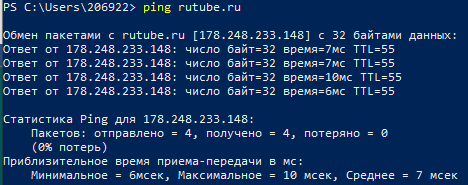 PS C:\Users\206922> ping rutube.ru
Обмен пакетами с rutube.ru [178.248.233.148] с 32 байтами данных:
Ответ от 178.248.233.148: число байт=32 время=7мс TTL=55
Ответ от 178.248.233.148: число байт=32 время=7мс TTL=55
Ответ от 178.248.233.148: число байт=32 время=10мс TTL=55
Ответ от 178.248.233.148: число байт=32 время=6мс TTL=55
Статистика Ping для 178.248.233.148:
    Пакетов: отправлено = 4, получено = 4, потеряно = 0
    (0% потерь)
Приблизительное время приема-передачи в мс:
    Минимальное = 6мсек, Максимальное = 10 мсек, Среднее = 7 мсек